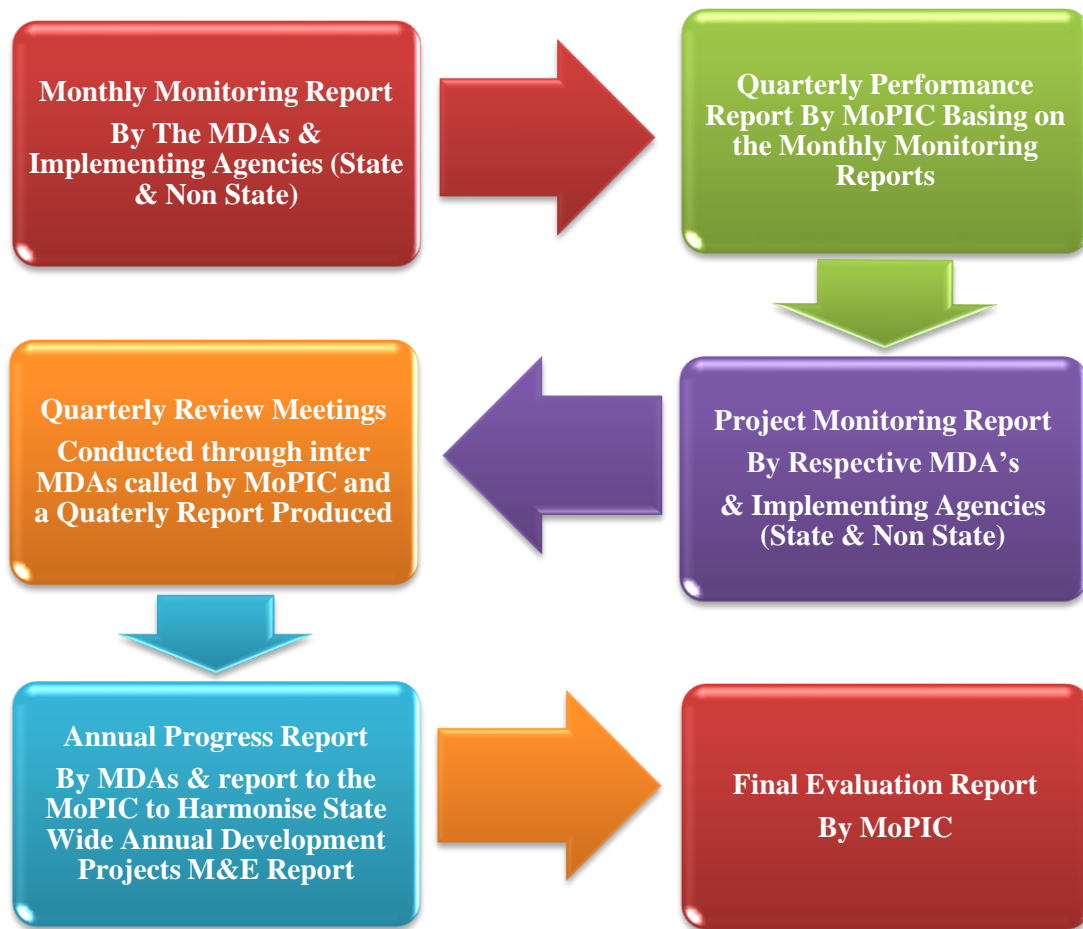 Monthly Monitoring Report
By The MDAs &
Implementing Agencies (State
& Non State)
Quarterly Performance
Report By MoPIC Basing on
the Monthly Monitoring
Reports
Project Monitoring Report
By Respective MDA’s
& Implementing Agencies
(State & Non State)
Quarterly Review Meetings
Conducted through inter
MDAs called by MoPIC and
a Quaterly Report Produced
Annual Progress Report
By MDAs & report to the
MoPIC to Harmonise State
Wide Annual Development
Projects M&E Report
Final Evaluation Report
By MoPIC